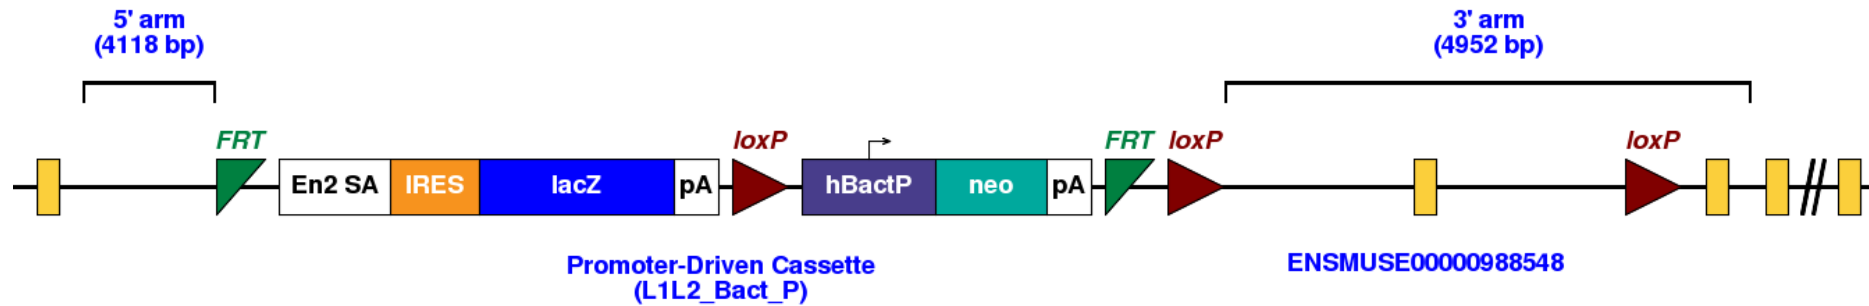 5' arm
(4118 bp)
3' arm
(4952 bp)
FRT
loxP
FRT
loxP
loxP
En2 SA
IRES
lacZ
pA
hBactP
neo
pA
Promoter-Driven Cassette
(L1L2_Bact_P)
ENSMUSE00000988548